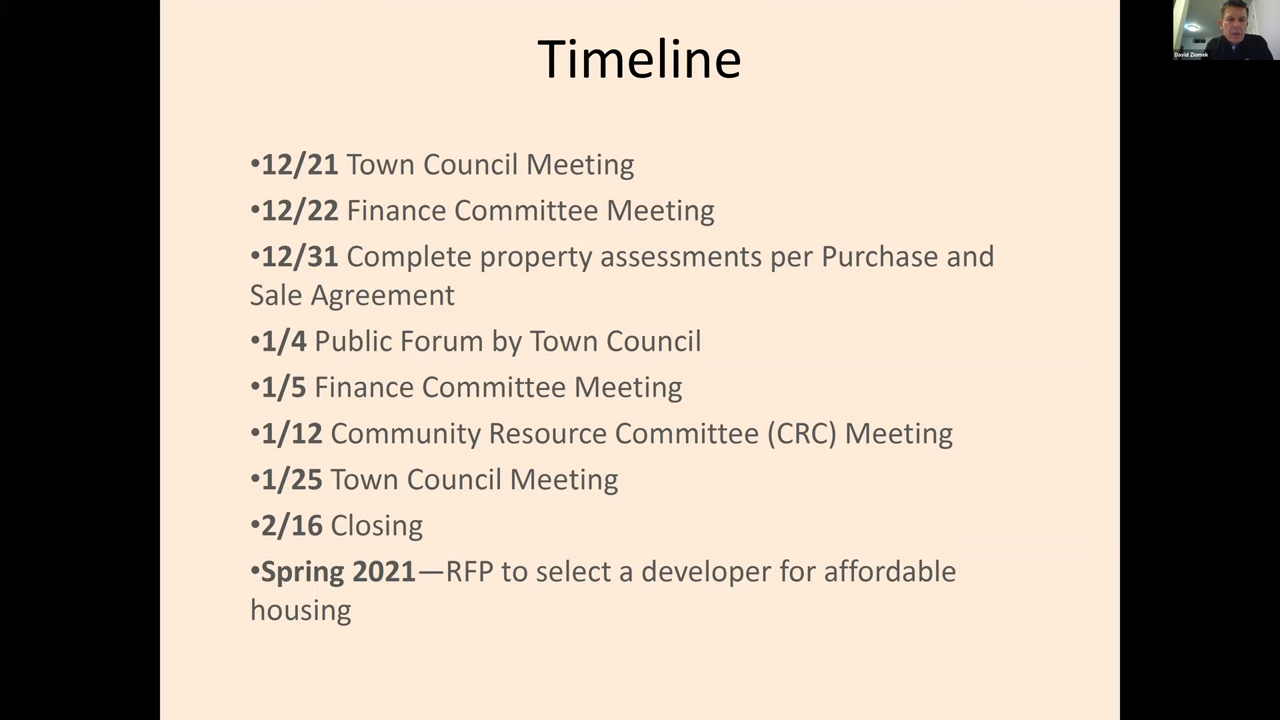 Timeline
David Ziomek
•12/21 Town Council Meeting
•12/22 Finance Committee Meeting
•12/31 Complete property assessments per Purchase and
Sale Agreement
•1/4 Public Forum by Town Council
•1/5 Finance Committee Meeting
•1/12 Community Resource Committee (CRC) Meeting
•1/25 Town Council Meeting
•2/16 Closing
•Spring 2021—RFP to select a developer for affordable
housing